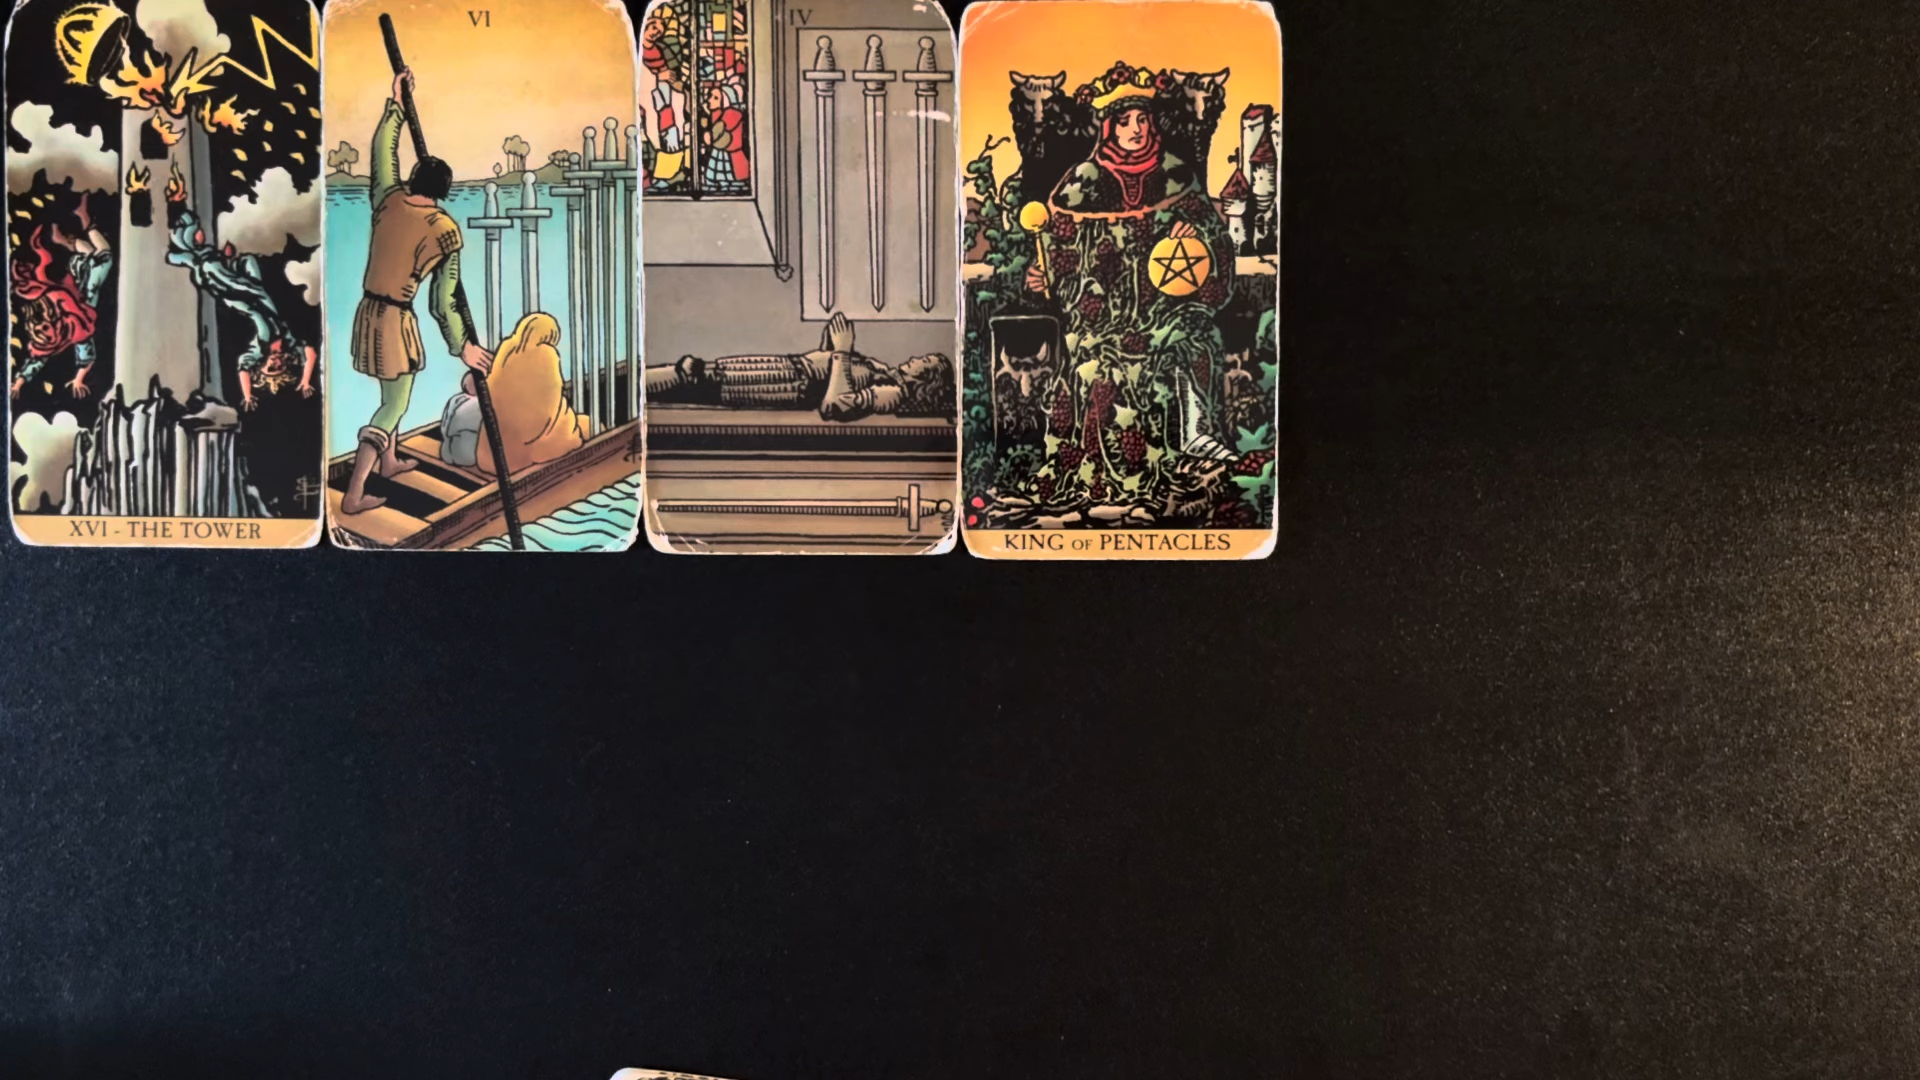 VI
IV
XVI - THE TOWER
KING OF PENTACLES